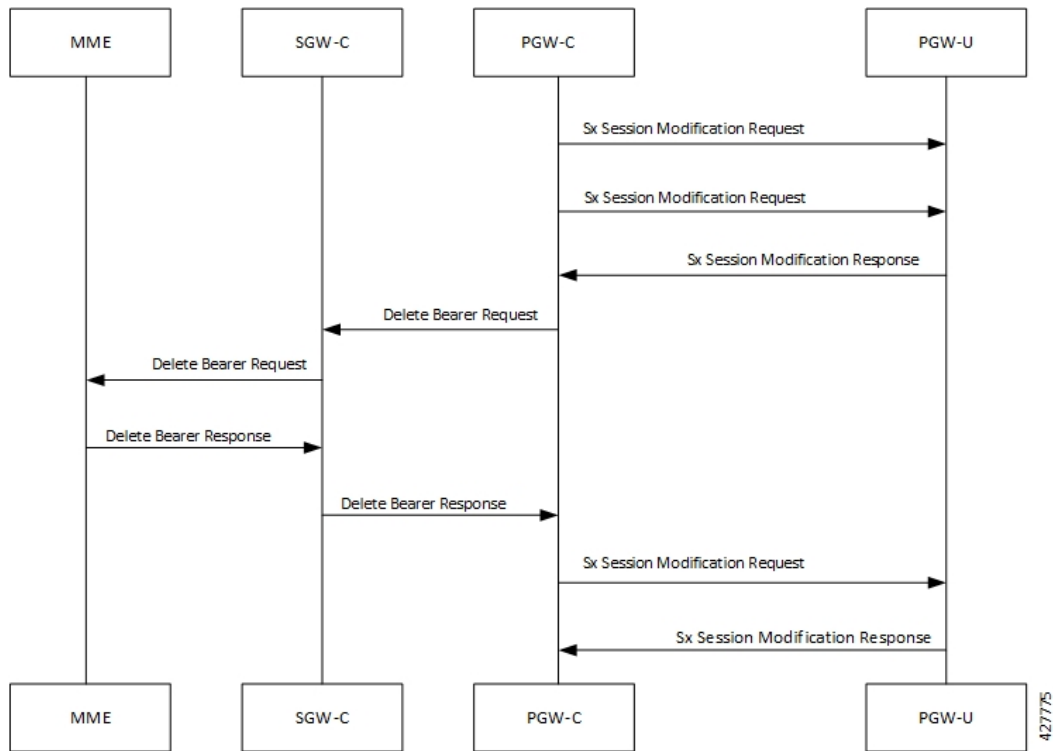 MME
SGW-C
PGW-C
PGW-U
Sx Session Modification Request
Sx Session Modification Request
Sx Session Modification Response
Delete Bearer Request
Delete Bearer Request
Delete Bearer Response
Delete Bearer Response
Sx Session Modification Request
Sx Session Modification Response
MME
SGW-C
PGW-C
PGW-U
427775